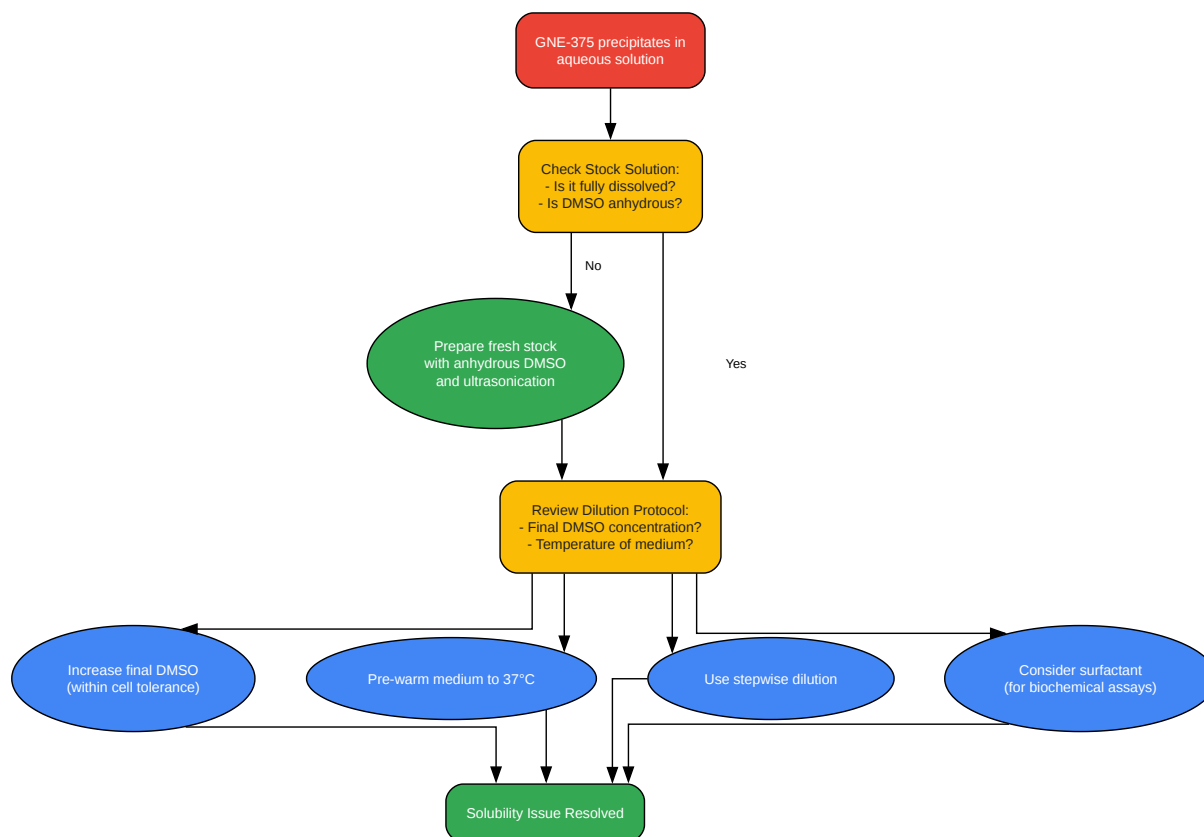 GNE-375 precipitates in
aqueous solution
Check Stock Solution:
- Is it fully dissolved?
- Is DMSO anhydrous?
No
Prepare fresh stock
with anhydrous DMSO
and ultrasonication
Yes
Review Dilution Protocol:
- Final DMSO concentration?
- Temperature of medium?
Increase final DMSO
(within cell tolerance)
Pre-warm medium to 37°C
Use stepwise dilution
Consider surfactant
(for biochemical assays)
Solubility Issue Resolved